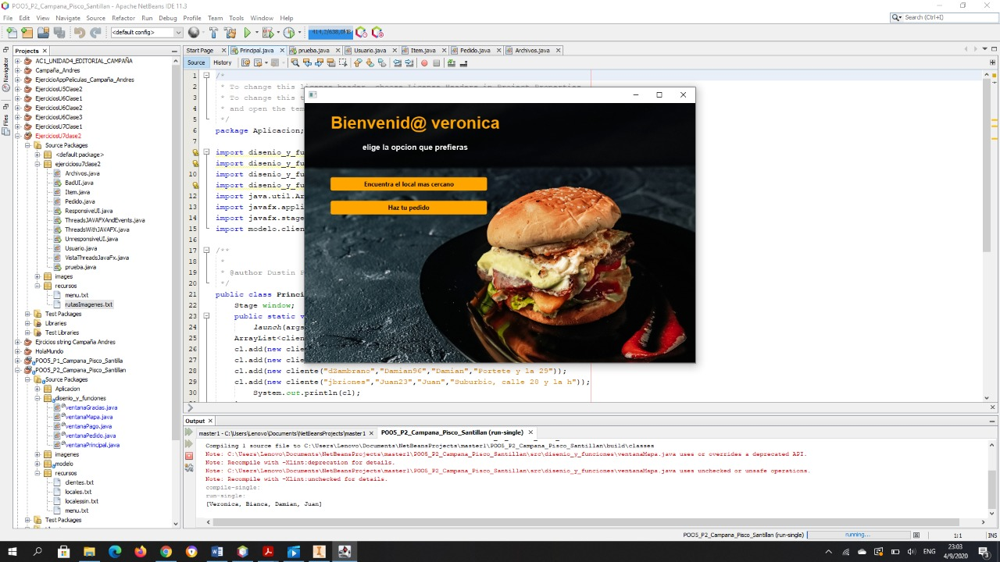 POO5_P2_Campana_Pisco_Santillan - Apache NetBeans IDE 11.3
File Edit View Navigate Source Refactor Run Debug Profile Team Tools Window Help
Search (Ctrl+I)
<default config>
414,2/638,0MB
Projects
AC1_UNIDAD4_EDITORIAL_CAMPAÑA
Campaña_Andres
EjercicioAppPeliculas_Campaña_Andres
EjerciciosU5Clase2
EjerciciosU6Clase1
EjerciciosU6Clase2
EjerciciosU6Clase3
EjerciciosU7Clase1
EjerciciosU7clase2
Source Packages
<default package>
ejerciciosu7clase2
Archivos.java
BadUI.java
Item.java
Pedido.java
ResponsiveUI.java
ThreadsJAVAFXAndEvents.java
ThreadsWithJAVAFX.java
UnresponsiveUI.java
Usuario.java
VistaThreadsJavaFx.java
prueba.java
images
recursos
menu.txt
rutasImagenes.txt
Test Packages
Libraries
Test Libraries
Ejrcicios string Campaña Andres
HolaMundo
POO5_P1_Campana_Pisco_Santilla
POO5_P2_Campana_Pisco_Santillan
Source Packages
Aplicacion
disenio_y_funciones
ventanaGracias.java
ventanaMapa.java
ventanaPago.java
ventanaPedido.java
ventanaPrincipal.java
imagenes
modelo
recursos
clientes.txt
locales.txt
localessin.txt
menu.txt
Test Packages
Navigator
Files
Start Page Principal.java prueba.java Usuario.java Item.java Pedido.java Archivos.java
Source History
1 /*
2 * To change this license header, choose License Headers in Project Properties.
3 * To change this t
4 * and open the tem
5 */
6 package Aplicacion;
7
8 import disenio_y_fu
9 import disenio_y_fu
10 import disenio_y_fu
11 import disenio_y_fu
12 import java.util.Ar
13 import javafx.appli
14 import javafx.stage
15 import modelo.clien
16
17 /**
18 *
19 * @author Dustin P
20 */
21 public class Princi
22 Stage window;
23 public static v
24 launch(args
25 ArrayList<clien
26 cl.add(new clie
27 cl.add(new clie
28 cl.add(new cliente("dZambrano","Damian96","Damian","Portete y la 29"));
29 cl.add(new cliente("jbriones","Juan23","Juan","Suburbio, calle 28 y la h"));
30 System.out.println(cl);
Bienvenid@ veronica
elige la opcion que prefieras
Encuentra el local mas cercano
Haz tu pedido
Output
master1 - C:\Users\Lenovo\Documents\NetBeansProjects\master1 POO5_P2_Campana_Pisco_Santillan (run-single)
Compiling 1 source file to C:\Users\Lenovo\Documents\NetBeansProjects\master1\POO5_P2_Campana_Pisco_Santillan\build\classes
Note: C:\Users\Lenovo\Documents\NetBeansProjects\master1\POO5_P2_Campana_Pisco_Santillan\src\disenio_y_funciones\ventanaMapa.java uses or overrides a deprecated API.
Note: Recompile with -Xlint:deprecation for details.
Note: C:\Users\Lenovo\Documents\NetBeansProjects\master1\POO5_P2_Campana_Pisco_Santillan\src\disenio_y_funciones\ventanaMapa.java uses unchecked or unsafe operations.
Note: Recompile with -Xlint:unchecked for details.
compile-single:
run-single:
[Veronica, Bianca, Damian, Juan]
POO5_P2_Campana_Pisco_Santillan (run-single) running... 1:1 INS
ENG 23:03
4/9/2020
3